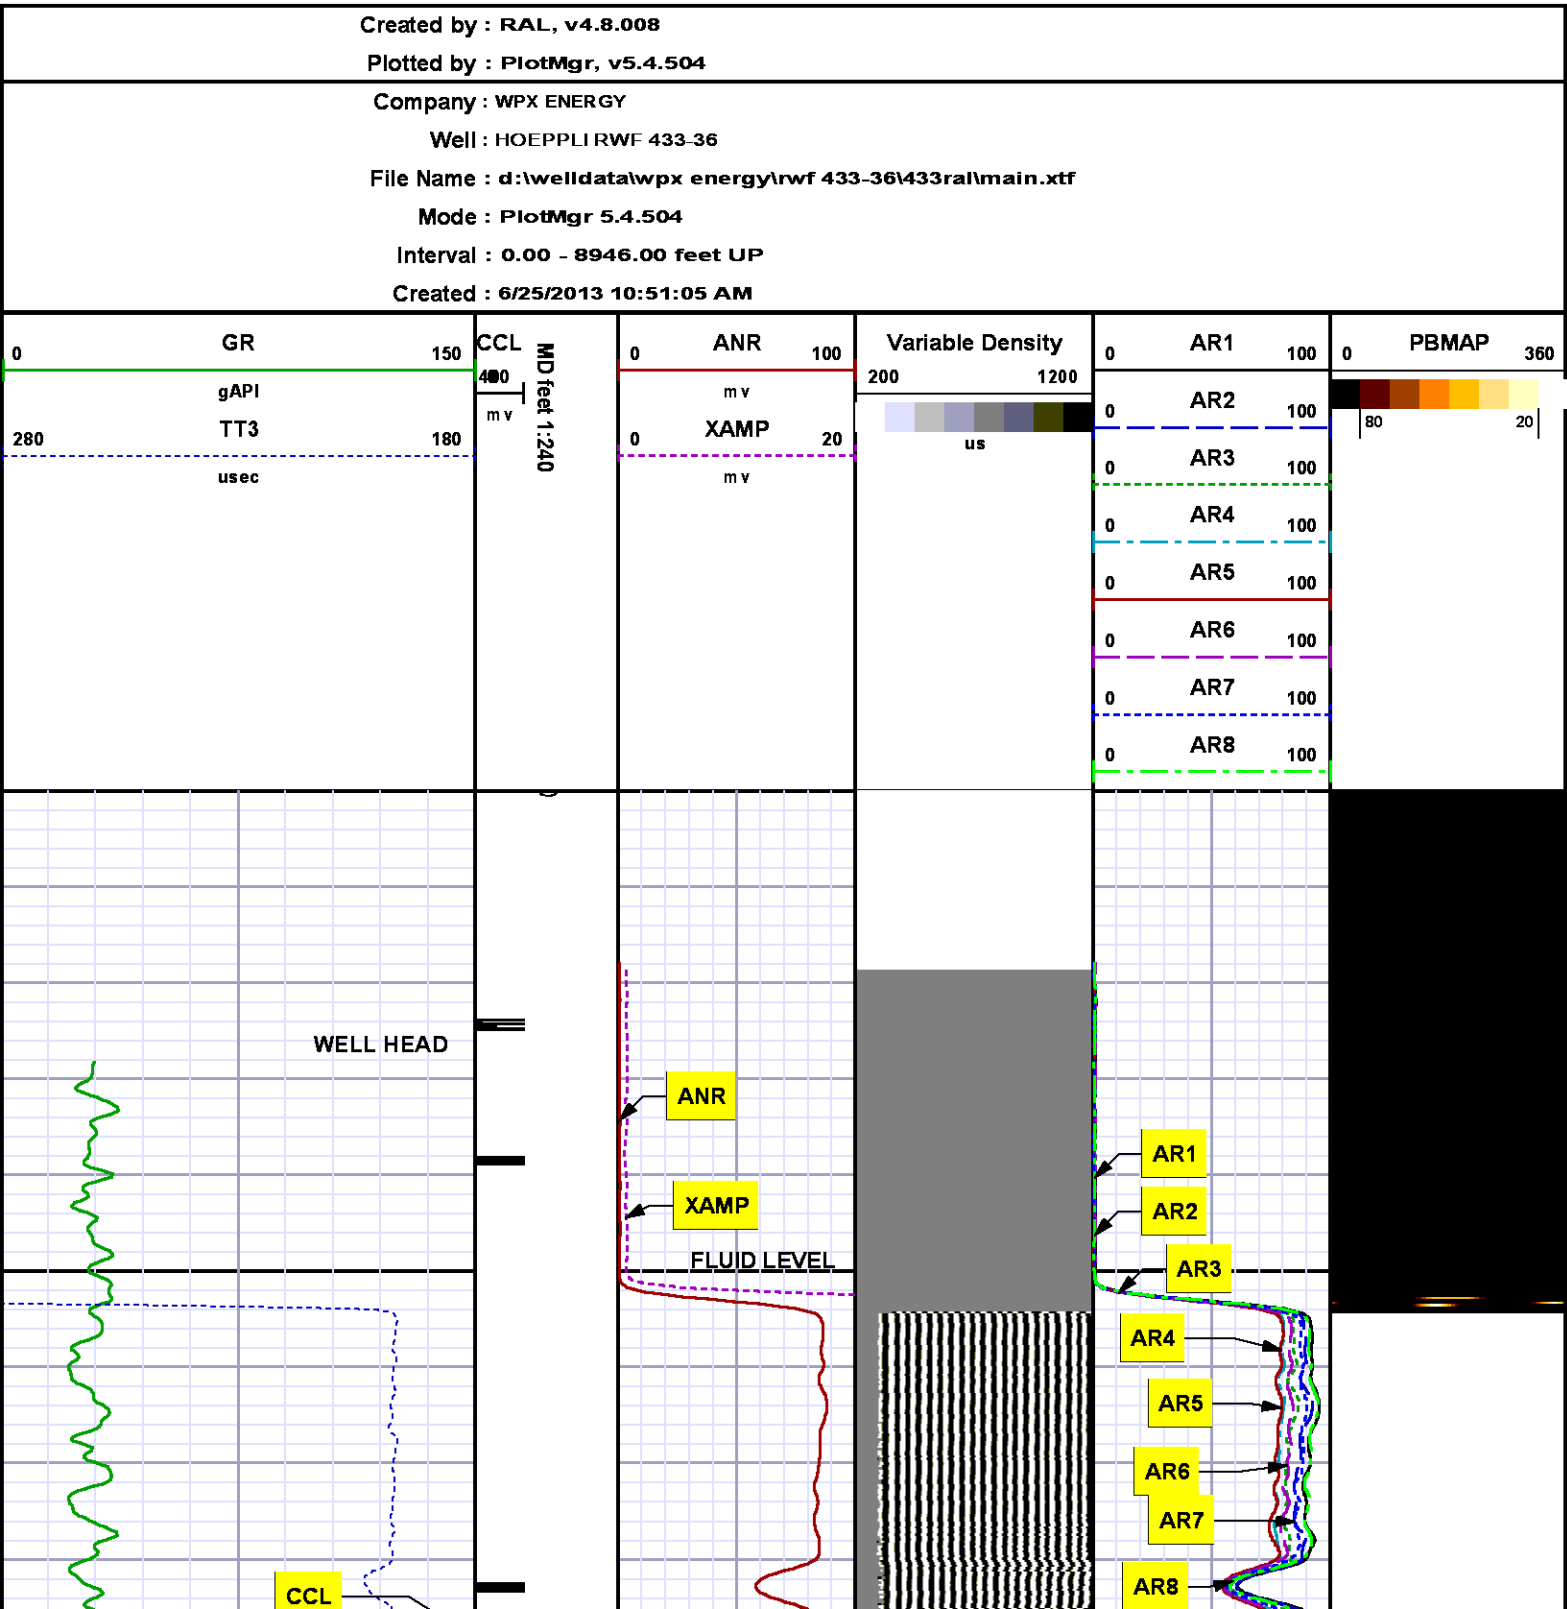 Created by : RAL, v4.8.008
Plotted by : PlotMgr, v5.4.504
Company : WPX ENERGY
Well : HOEPPLI RWF 433-36
File Name : d:\welldata\wpx energy\rwf 433-36\433ral\main.xtf
Mode : PlotMgr 5.4.504
Interval : 0.00 - 8946.00 feet UP
Created : 6/25/2013 10:51:05 AM
0 GR 150
gAPI
280 TT3 180
usec
CCL
mv
MD feet 1:240
0 ANR 100
mv
0 XAMP 20
mv
Variable Density
200 1200
us
0 AR1 100
0 AR2 100
0 AR3 100
0 AR4 100
0 AR5 100
0 AR6 100
0 AR7 100
0 AR8 100
0 PBMAP 360
80 20
WELL HEAD
ANR
XAMP
FLUID LEVEL
AR1
AR2
AR3
AR4
AR5
AR6
AR7
AR8
CCL